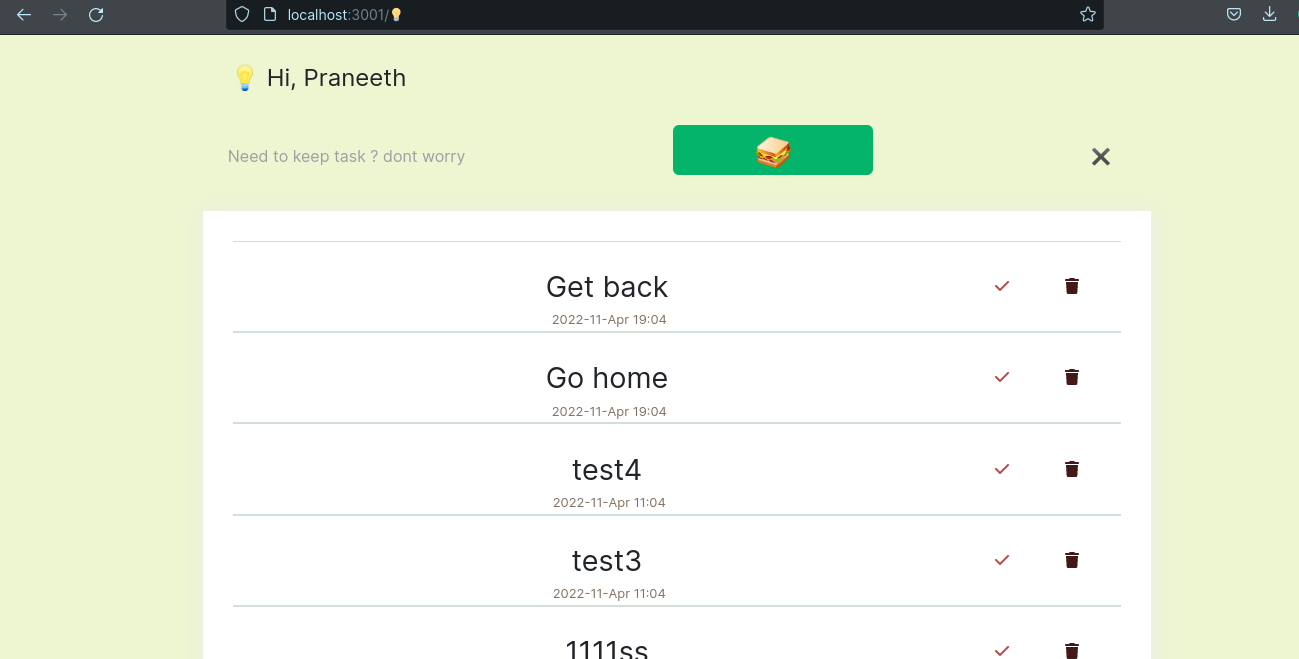 localhost:3001/💡
💡 Hi, Praneeth
Need to keep task ? dont worry
Get back
2022-11-Apr 19:04
Go home
2022-11-Apr 19:04
test4
2022-11-Apr 11:04
test3
2022-11-Apr 11:04
1111ss